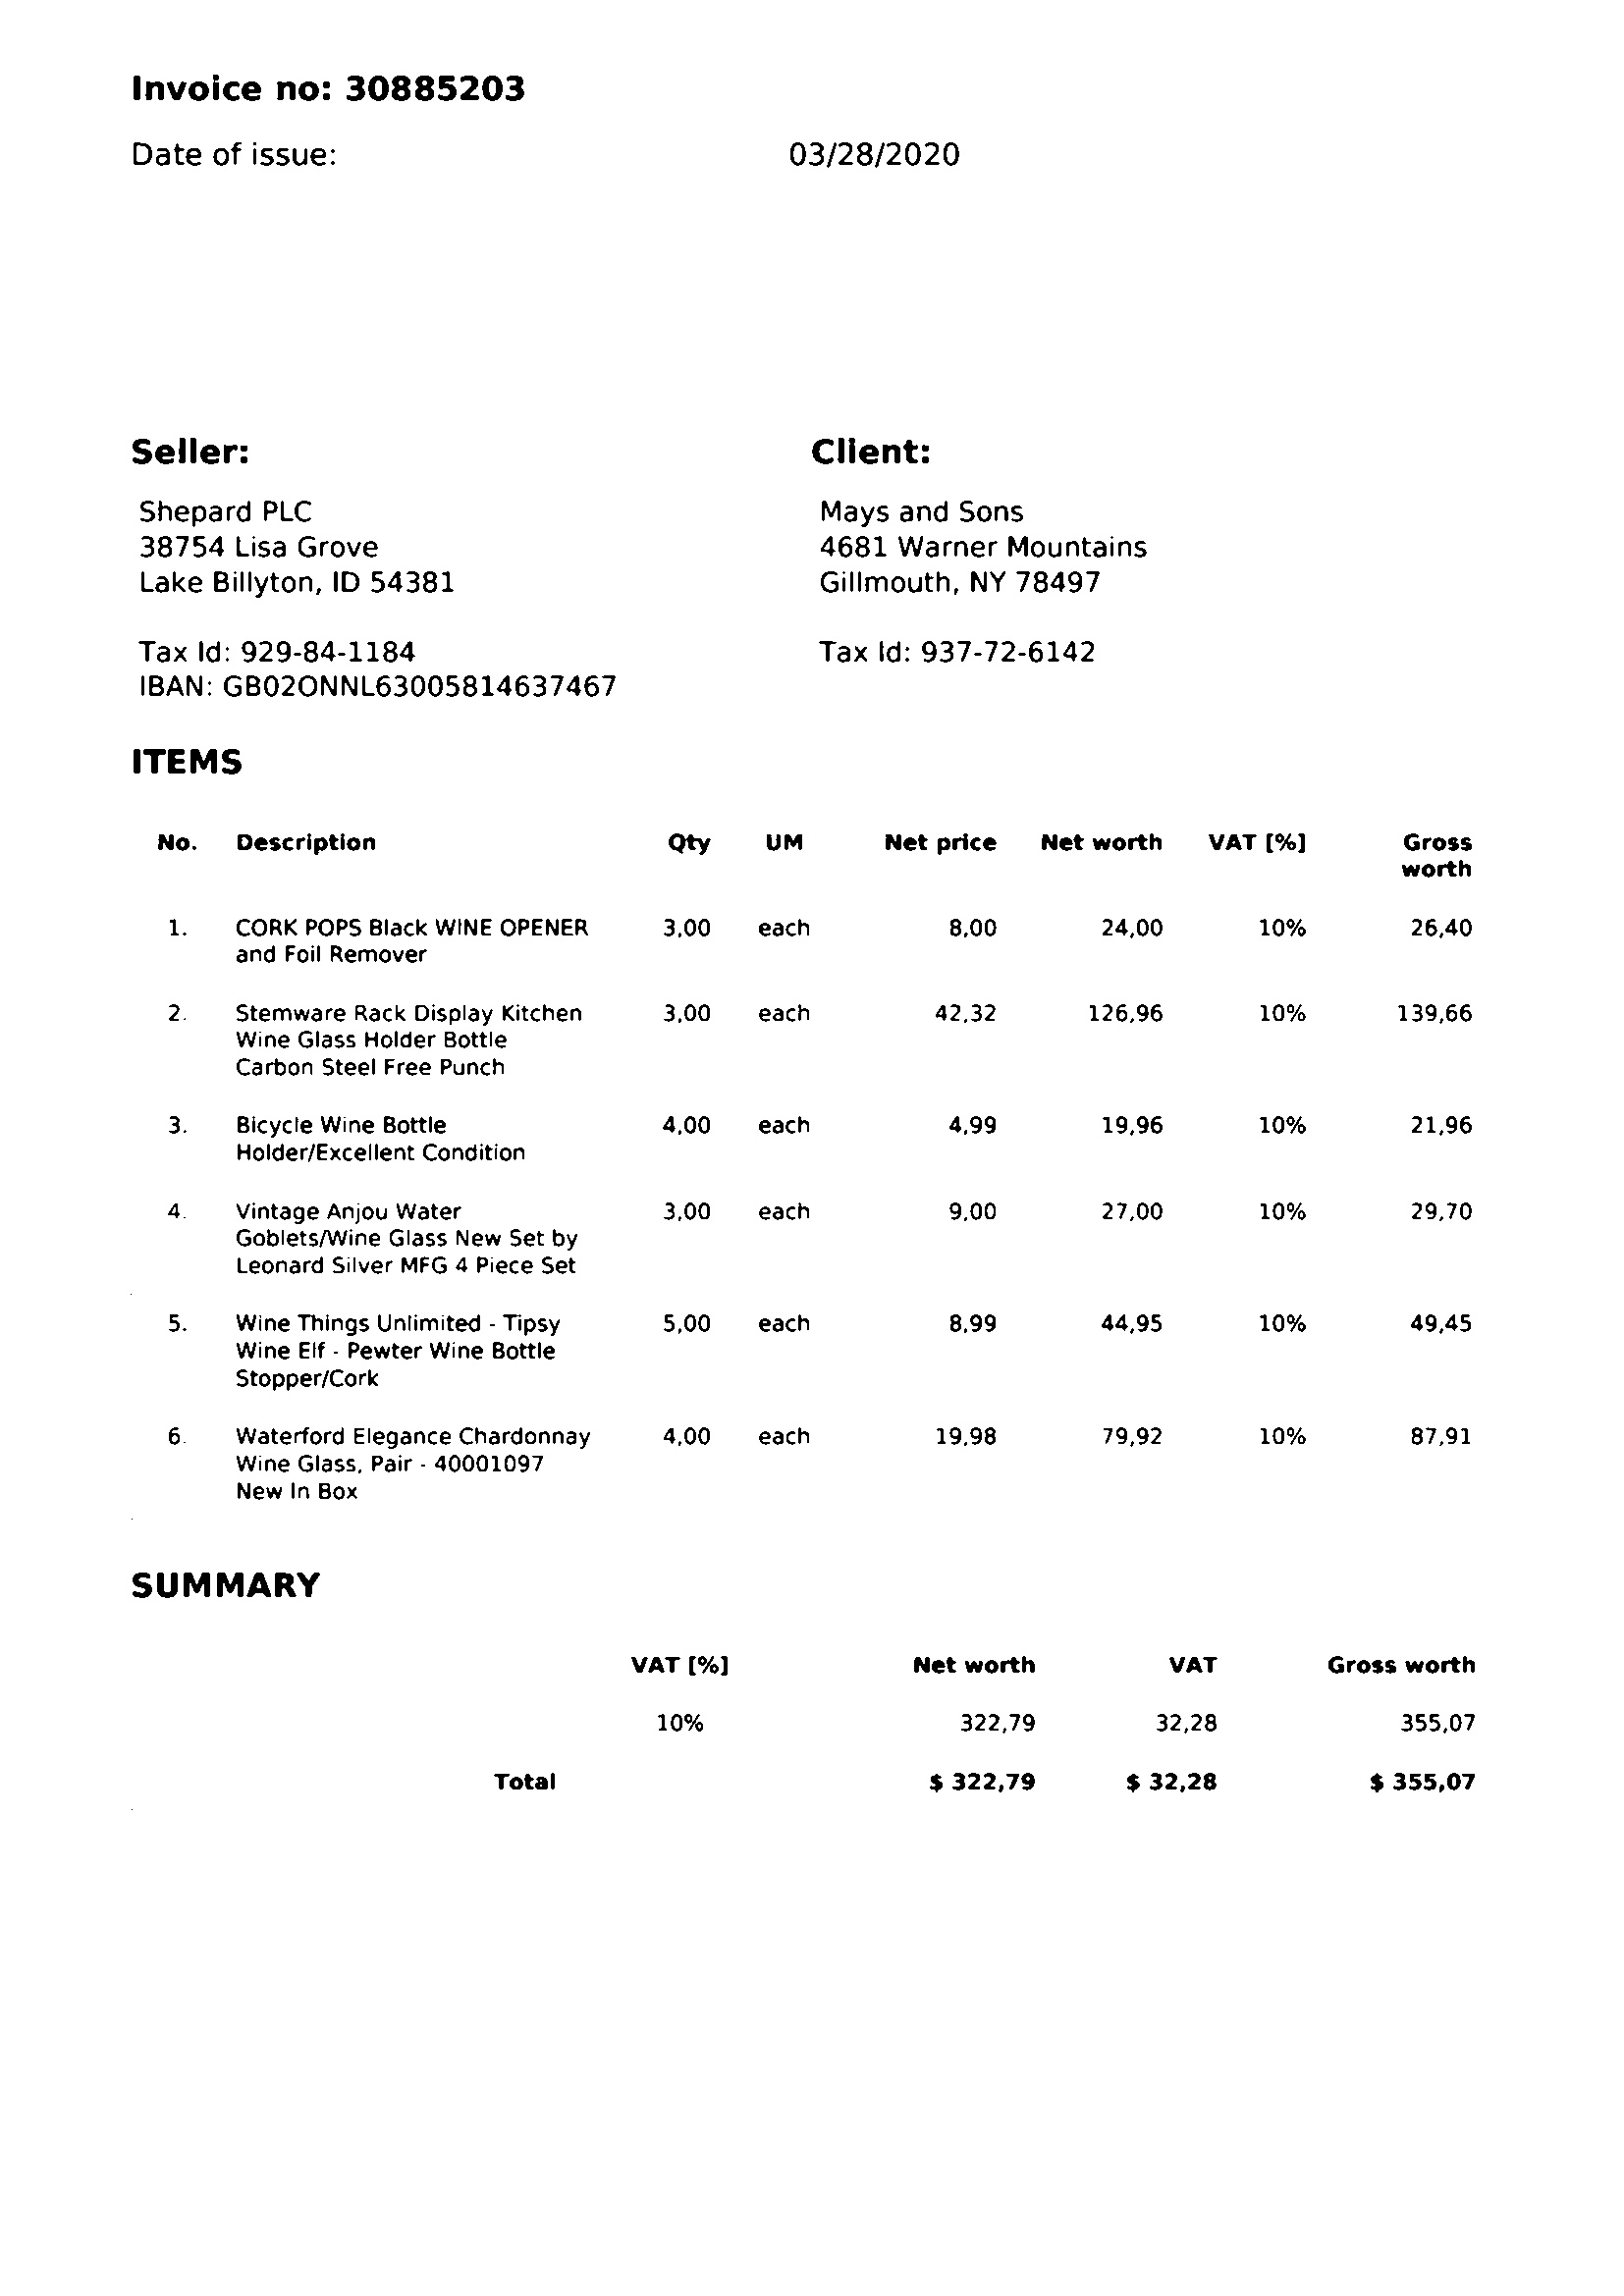 Invoice no: 30885203
Date of issue: 03/28/2020
Seller: Client:
Shepard PLC Mays and Sons
38754 Lisa Grove 4681 Warner Mountains
Lake Billyton, ID 54381 Gillmouth, NY 78497
Tax Id: 929-84-1184 Tax Id: 937-72-6142
IBAN: GB02ONNL63005814637467
ITEMS
No. Description Qty UM Net price Net worth VAT [%] Gross
worth
1. CORK POPS Black WINE OPENER 3,00 each 8,00 24,00 10% 26,40
and Foil Remover
2. Stemware Rack Display Kitchen 3,00 each 42,32 126,96 10% 139,66
Wine Glass Holder Bottle
Carbon Steel Free Punch
3. Bicycle Wine Bottle 4,00 each 4,99 19,96 10% 21,96
Holder/Excellent Condition
4. Vintage Anjou Water 3,00 each 9,00 27,00 10% 29,70
Goblets/Wine Glass New Set by
Leonard Silver MFG 4 Piece Set
5. Wine Things Unlimited - Tipsy 5,00 each 8,99 44,95 10% 49,45
Wine Elf - Pewter Wine Bottle
Stopper/Cork
6. Waterford Elegance Chardonnay 4,00 each 19,98 79,92 10% 87,91
Wine Glass, Pair - 40001097
New In Box
SUMMARY
VAT [%] Net worth VAT Gross worth
10% 322,79 32,28 355,07
Total $ 322,79 $ 32,28 $ 355,07